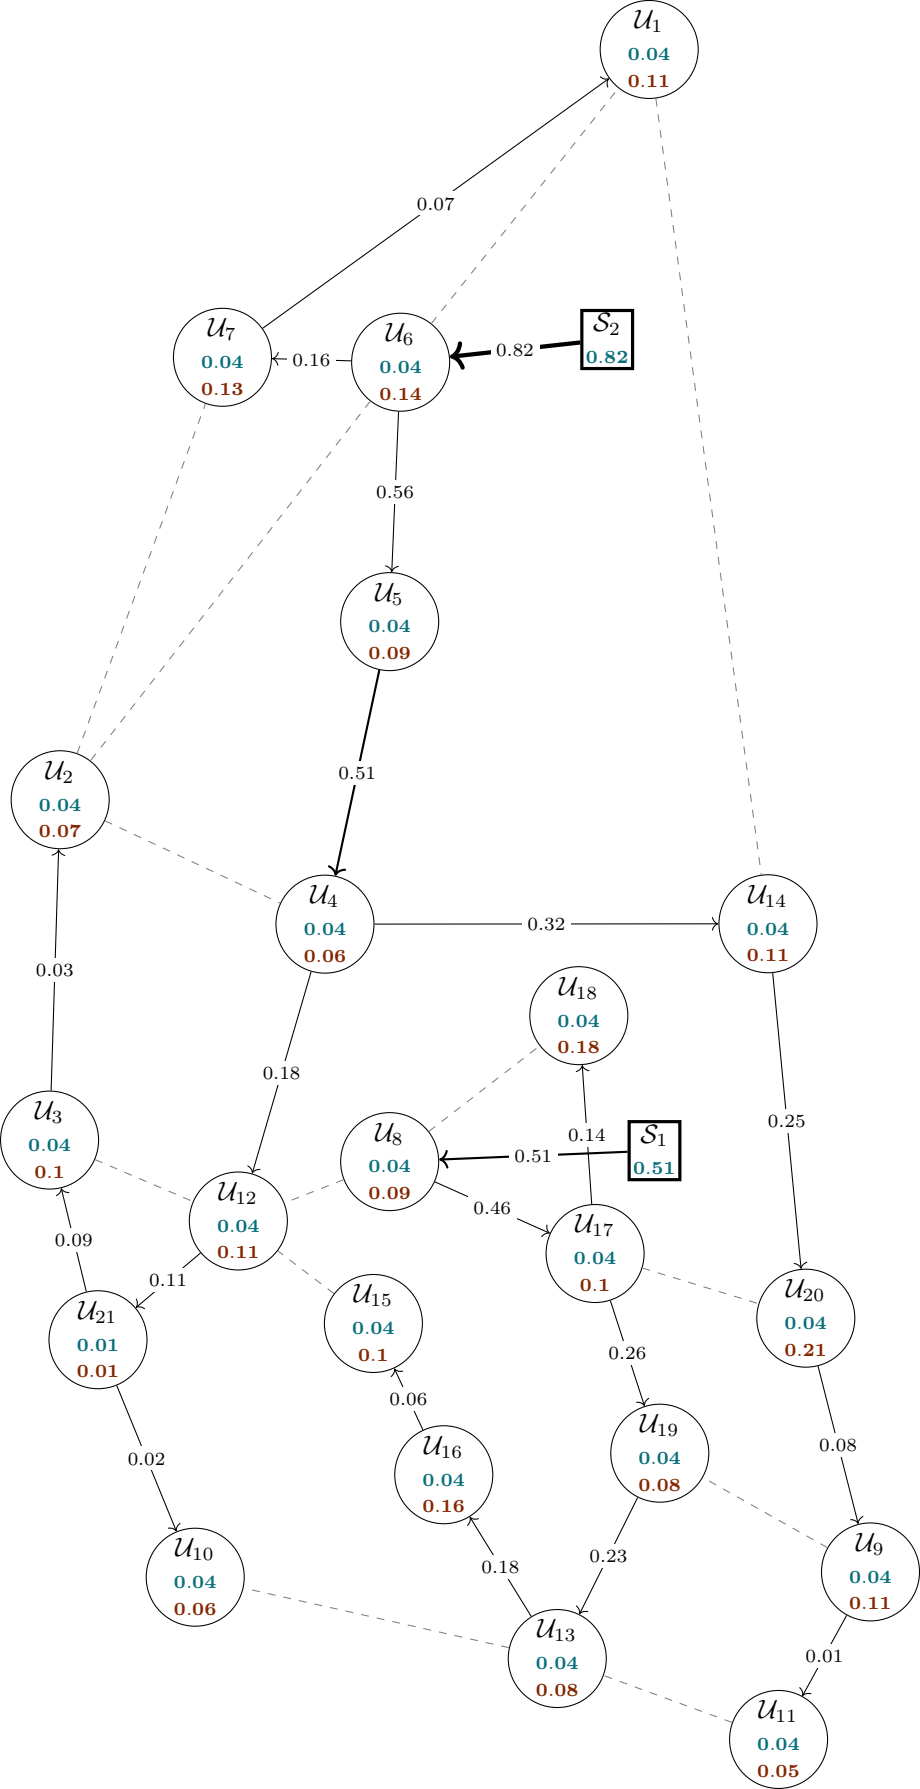 𝒰₁
0.04
0.11
0.07
𝒰₇
0.04
0.13
0.16
𝒰₆
0.04
0.14
0.82
𝒮₂
0.82
0.56
𝒰₅
0.04
0.09
0.51
𝒰₂
0.04
0.07
𝒰₄
0.04
0.06
0.32
𝒰₁₄
0.04
0.11
0.03
𝒰₁₈
0.04
0.18
0.18
0.25
𝒰₃
0.04
0.1
𝒰₈
0.04
0.09
0.51
0.14
𝒮₁
0.51
𝒰₁₂
0.04
0.11
0.46
𝒰₁₇
0.04
0.1
0.09
0.11
𝒰₂₁
0.01
0.01
𝒰₁₅
0.04
0.1
𝒰₂₀
0.04
0.21
0.26
0.06
0.02
𝒰₁₆
0.04
0.16
𝒰₁₉
0.04
0.08
0.08
𝒰₁₀
0.04
0.06
0.18
0.23
𝒰₉
0.04
0.11
𝒰₁₃
0.04
0.08
0.01
𝒰₁₁
0.04
0.05